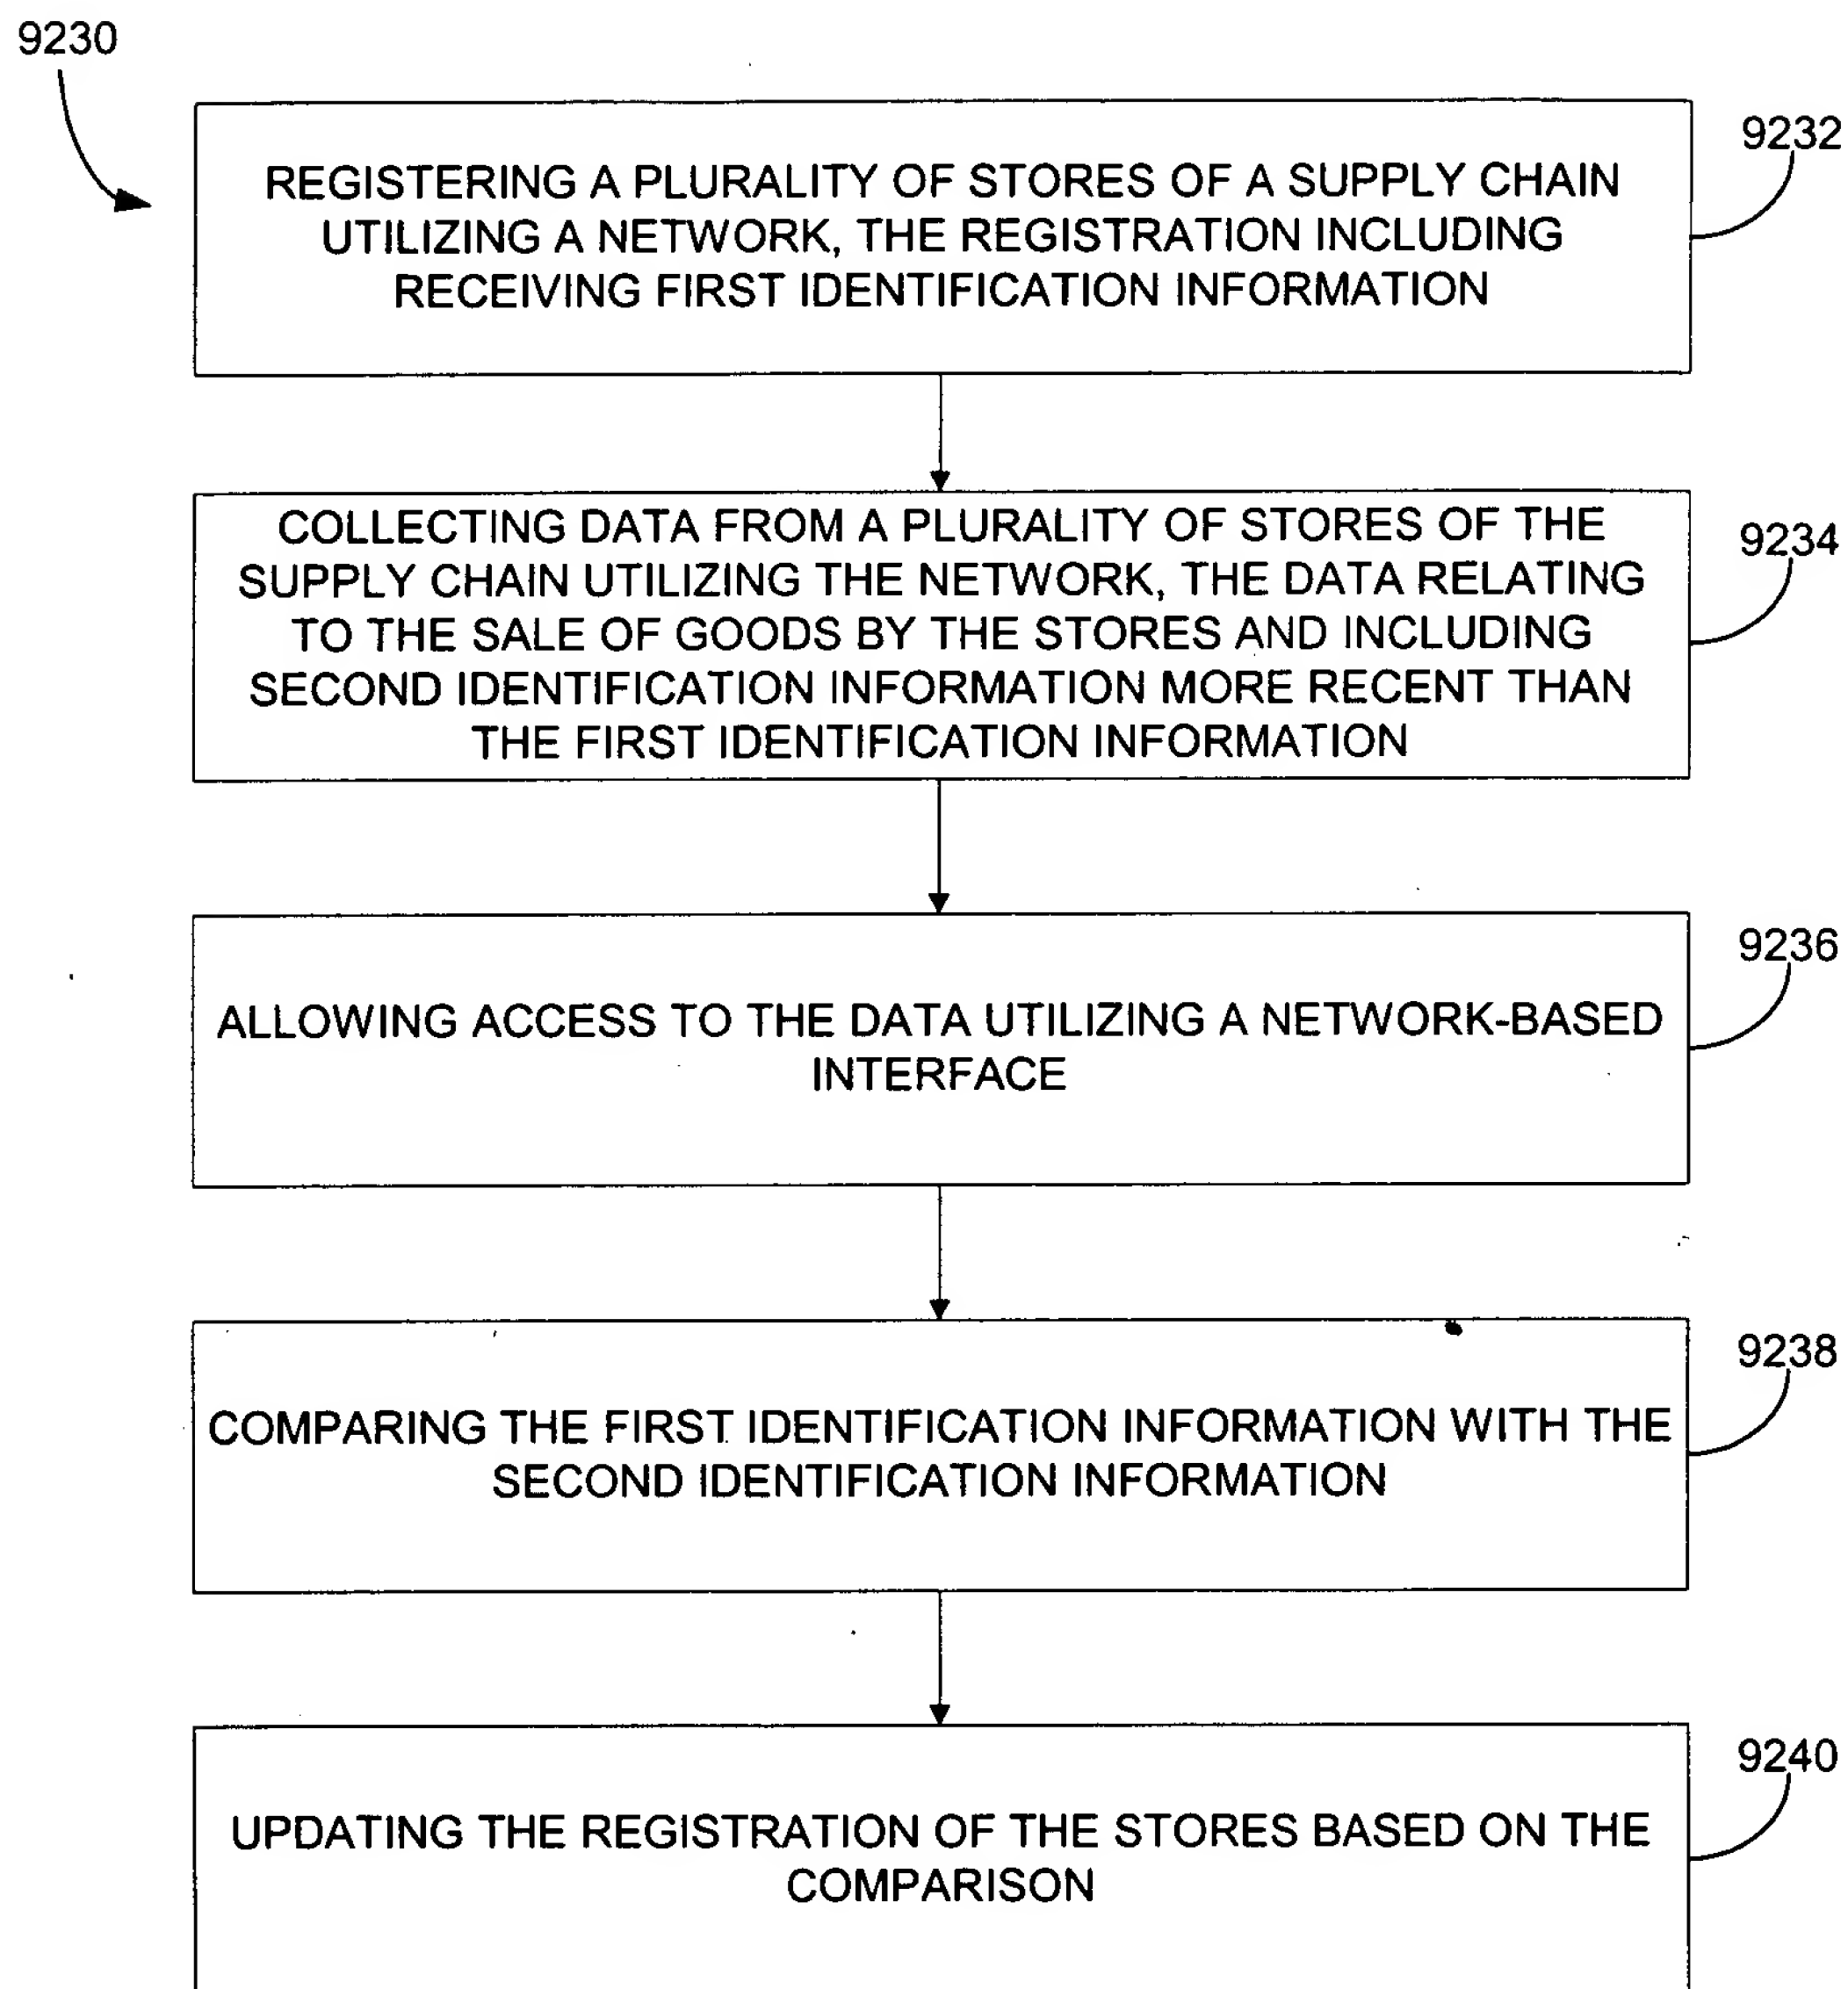 9230
9232
REGISTERING A PLURALITY OF STORES OF A SUPPLY CHAIN
UTILIZING A NETWORK, THE REGISTRATION INCLUDING
RECEIVING FIRST IDENTIFICATION INFORMATION
9234
COLLECTING DATA FROM A PLURALITY OF STORES OF THE
SUPPLY CHAIN UTILIZING THE NETWORK, THE DATA RELATING
TO THE SALE OF GOODS BY THE STORES AND INCLUDING
SECOND IDENTIFICATION INFORMATION MORE RECENT THAN
THE FIRST IDENTIFICATION INFORMATION
9236
ALLOWING ACCESS TO THE DATA UTILIZING A NETWORK-BASED
INTERFACE
9238
COMPARING THE FIRST IDENTIFICATION INFORMATION WITH THE
SECOND IDENTIFICATION INFORMATION
9240
UPDATING THE REGISTRATION OF THE STORES BASED ON THE
COMPARISON